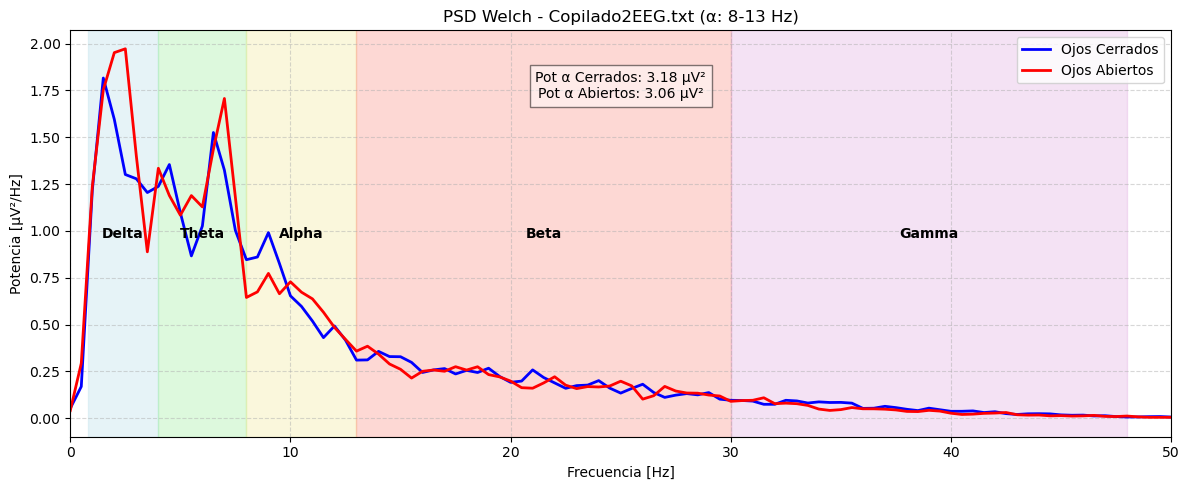 PSD Welch - Copilado2EEG.txt (α: 8-13 Hz)
Potencia [µV²/Hz]
2.00
1.75
1.50
1.25
1.00
0.75
0.50
0.25
0.00
Pot α Cerrados: 3.18 µV²
Pot α Abiertos: 3.06 µV²
Ojos Cerrados
Ojos Abiertos
Delta
Theta
Alpha
Beta
Gamma
0 10 20 30 40 50
Frecuencia [Hz]